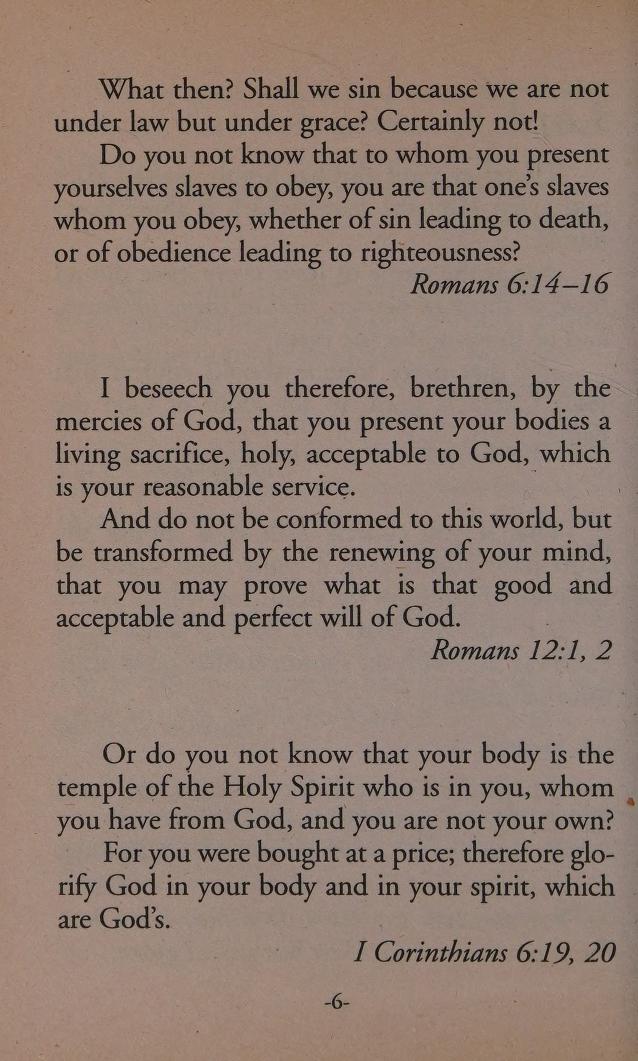 What then? Shall we sin because we are not
under law but under grace? Certainly not!
Do you not know that to whom you present
yourselves slaves to obey, you are that one's slaves
whom you obey, whether of sin leading to death,
or of obedience leading to righteousness?
Romans 6:14–16
I beseech you therefore, brethren, by the
mercies of God, that you present your bodies a
living sacrifice, holy, acceptable to God, which
is your reasonable service.
And do not be conformed to this world, but
be transformed by the renewing of your mind,
that you may prove what is that good and
acceptable and perfect will of God.
Romans 12:1, 2
Or do you not know that your body is the
temple of the Holy Spirit who is in you, whom
you have from God, and you are not your own?
For you were bought at a price; therefore glo-
rify God in your body and in your spirit, which
are God's.
I Corinthians 6:19, 20
-6-